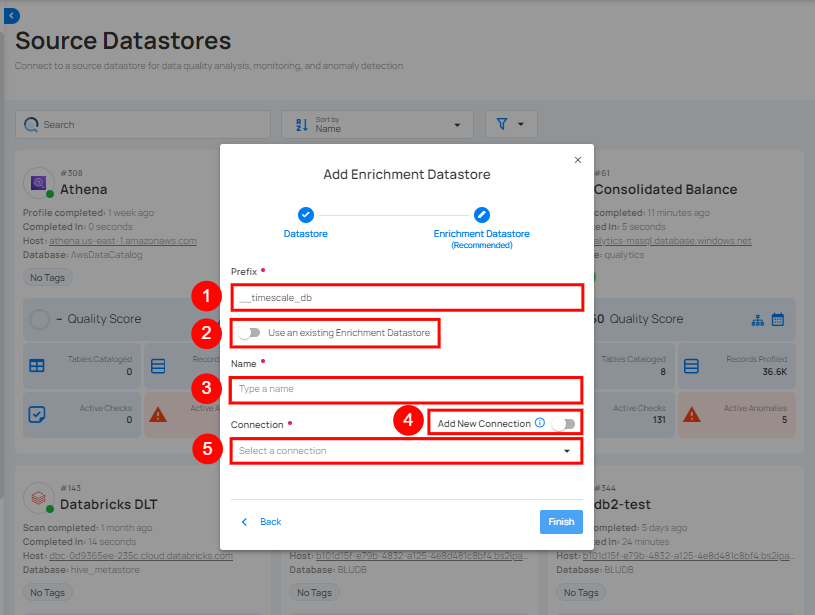 Source Datastores
Connect to a source datastore for data quality analysis, monitoring, and anomaly detection
Search
Sort by
Name
#308
Athena
Profile completed: 1 week ago
Completed In: 0 seconds
Host: athena.us-east-1.amazonaws.com
Database: AwsDataCatalog
No Tags
– Quality Score
Tables Cataloged
0
Active Checks
0
#61
Consolidated Balance
completed: 11 minutes ago
In: 5 seconds
alytics-mssql.database.windows.net
e: qualytics
Quality Score
Tables Cataloged
8
Records Profiled
36.6K
Active Checks
131
Active Anomalies
5
Add Enrichment Datastore
Datastore
Enrichment Datastore
(Recommended)
Prefix •
1
__timescale_db
2
Use an existing Enrichment Datastore
Name •
3
Type a name
4
Connection •
Add New Connection
5
Select a connection
Back
Finish
#143
Databricks DLT
Scan completed: 1 month ago
Completed In: 14 seconds
Host: dbc-0d9365ee-235c.cloud.databricks.com
Database: hive_metastore
No Tags
Host: b101d15f-e79b-4832-a125-4e8d481c8bf4.bs2ipa...
Database: BLUDB
No Tags
#344
db2-test
ompleted: 5 days ago
In: 24 minutes
Host: b101d15f-e79b-4832-a125-4e8d481c8bf4.bs2ipa...
Database: BLUDB
No Tags